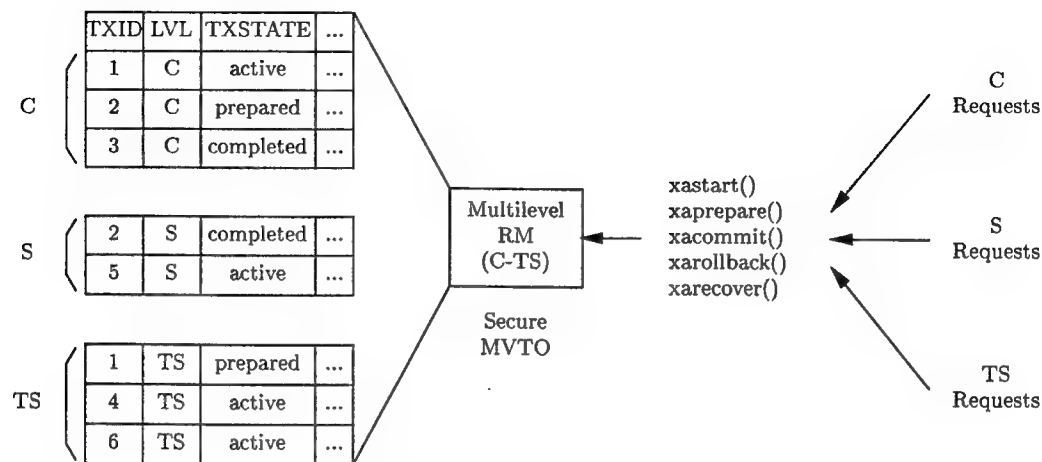 TXID LVL TXSTATE ...
C
1 C active ...
2 C prepared ...
3 C completed ...
S
2 S completed ...
5 S active ...
TS
1 TS prepared ...
4 TS active ...
6 TS active ...
Multilevel
RM
(C-TS)
Secure
MVTO
xastart()
xaprepare()
xacommit()
xarollback()
xarecover()
C
Requests
S
Requests
TS
Requests